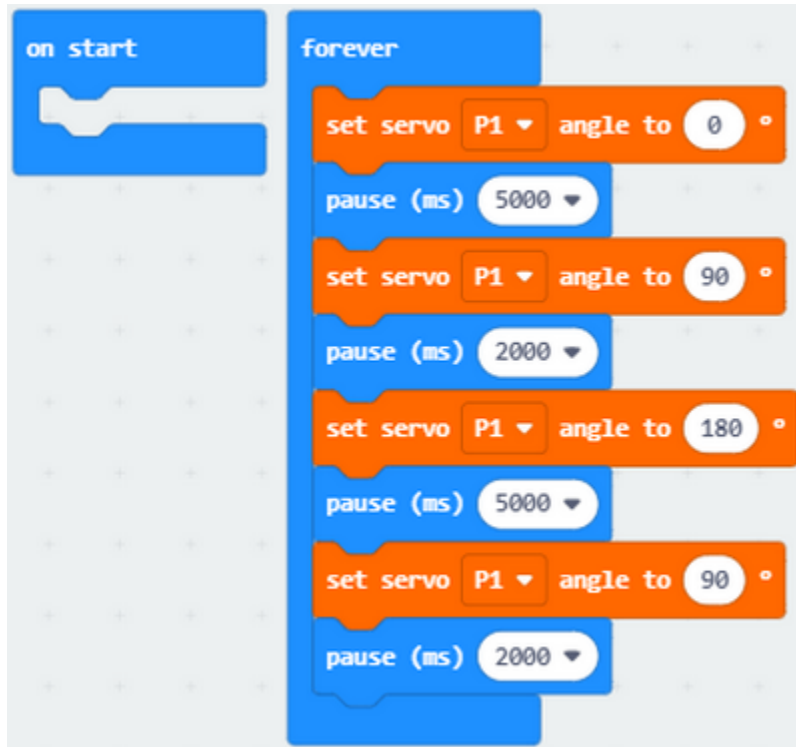 on start
forever
set servo P1 angle to 0 °
pause (ms) 5000
set servo P1 angle to 90 °
pause (ms) 2000
set servo P1 angle to 180 °
pause (ms) 5000
set servo P1 angle to 90 °
pause (ms) 2000